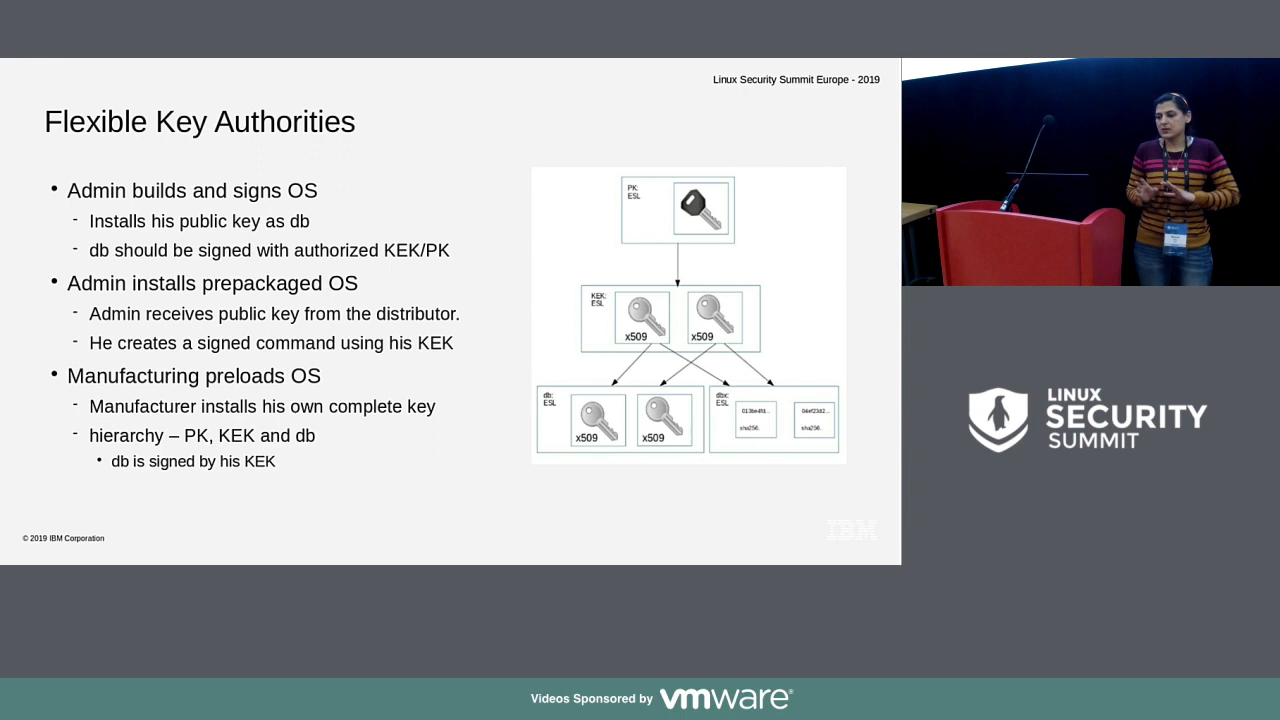 Linux Security Summit Europe - 2019
Flexible Key Authorities
• Admin builds and signs OS
- Installs his public key as db
- db should be signed with authorized KEK/PK
• Admin installs prepackaged OS
- Admin receives public key from the distributor.
- He creates a signed command using his KEK
• Manufacturing preloads OS
- Manufacturer installs his own complete key
- hierarchy – PK, KEK and db
• db is signed by his KEK
PK:
ESL
KEK:
ESL
x509
x509
db:
ESL
x509
x509
dbx:
ESL
sha256.
sha256.
© 2019 IBM Corporation
IBM
LINUX
SECURITY
SUMMIT
Videos Sponsored by vmware®